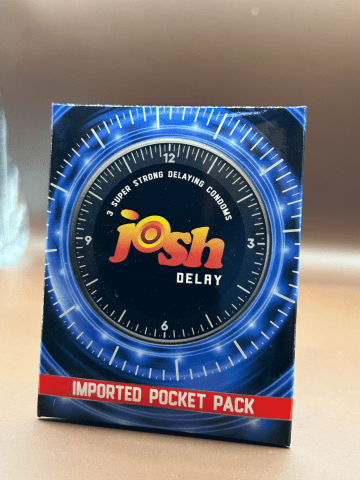 12
3 SUPER STRONG DELAYING CONDOMS
josh
9
3
DELAY
6
IMPORTED POCKET PACK